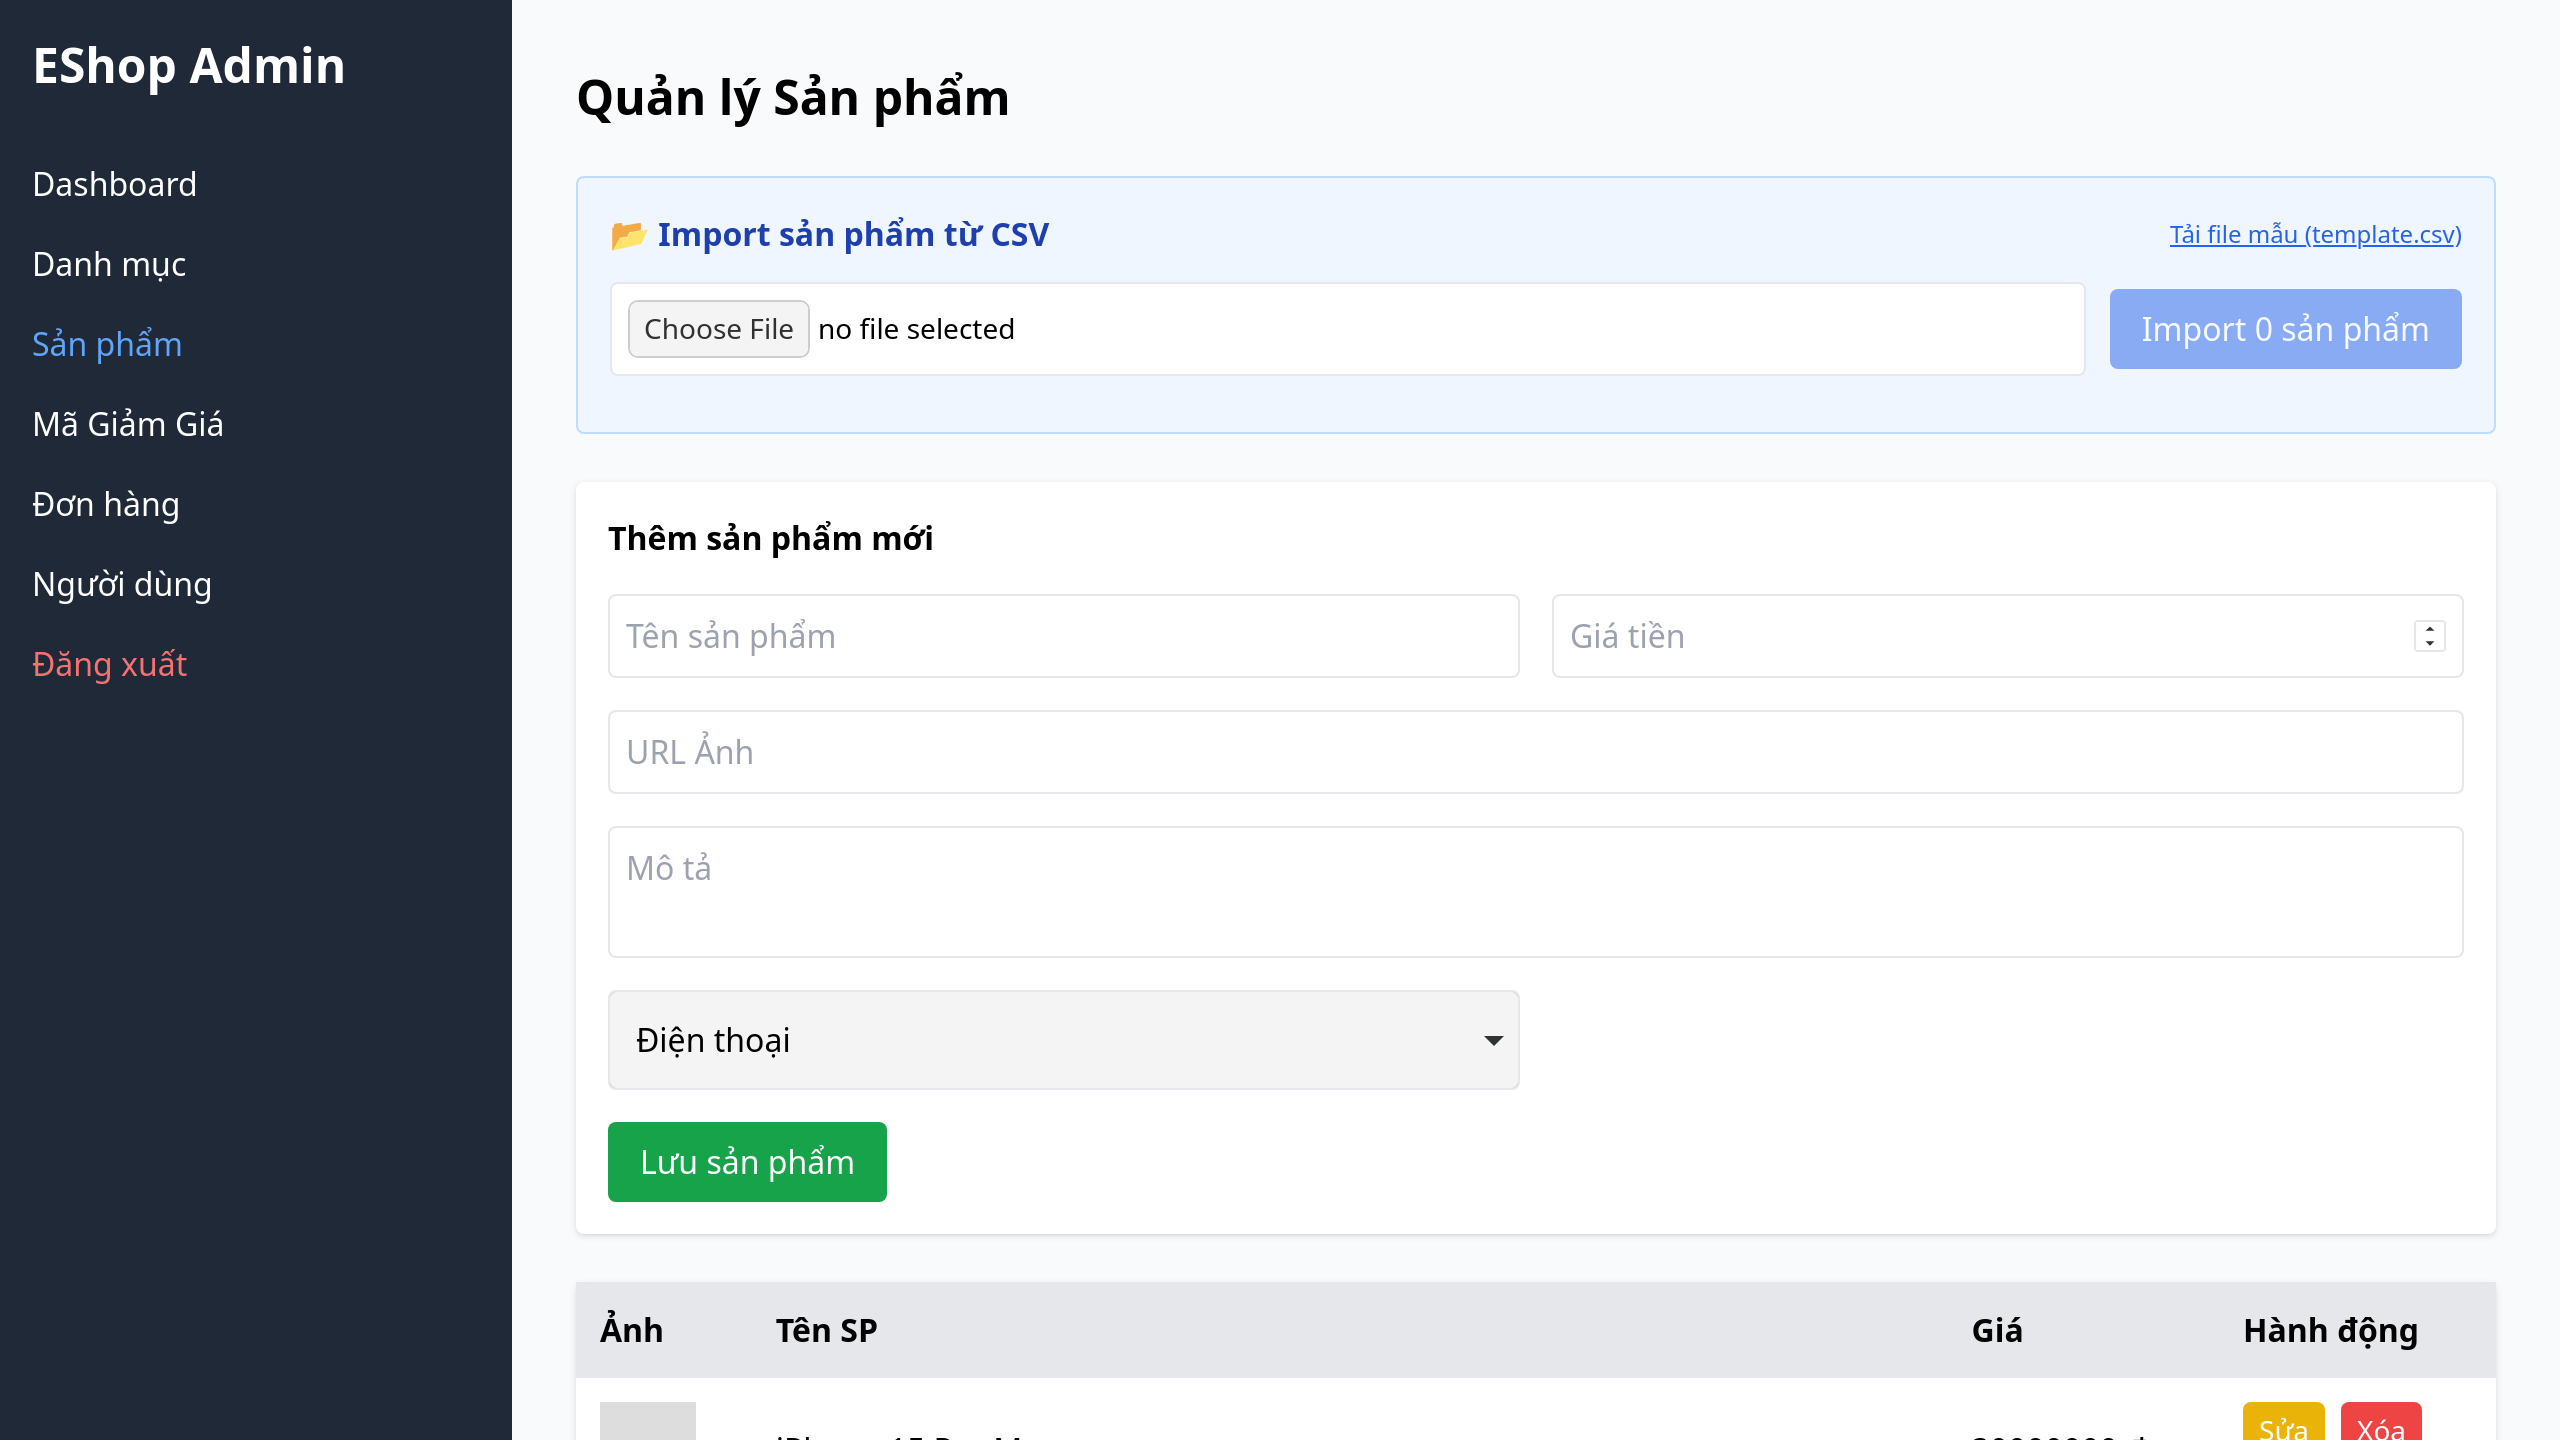 EShop Admin
Dashboard
Danh mục
Sản phẩm
Mã Giảm Giá
Đơn hàng
Người dùng
Đăng xuất
Quản lý Sản phẩm
Import sản phẩm từ CSV
Tải file mẫu (template.csv)
Choose File no file selected
Import 0 sản phẩm
Thêm sản phẩm mới
Tên sản phẩm
Giá tiền
URL Ảnh
Mô tả
Điện thoại
Lưu sản phẩm
Ảnh Tên SP Giá Hành động
Sửa Xóa